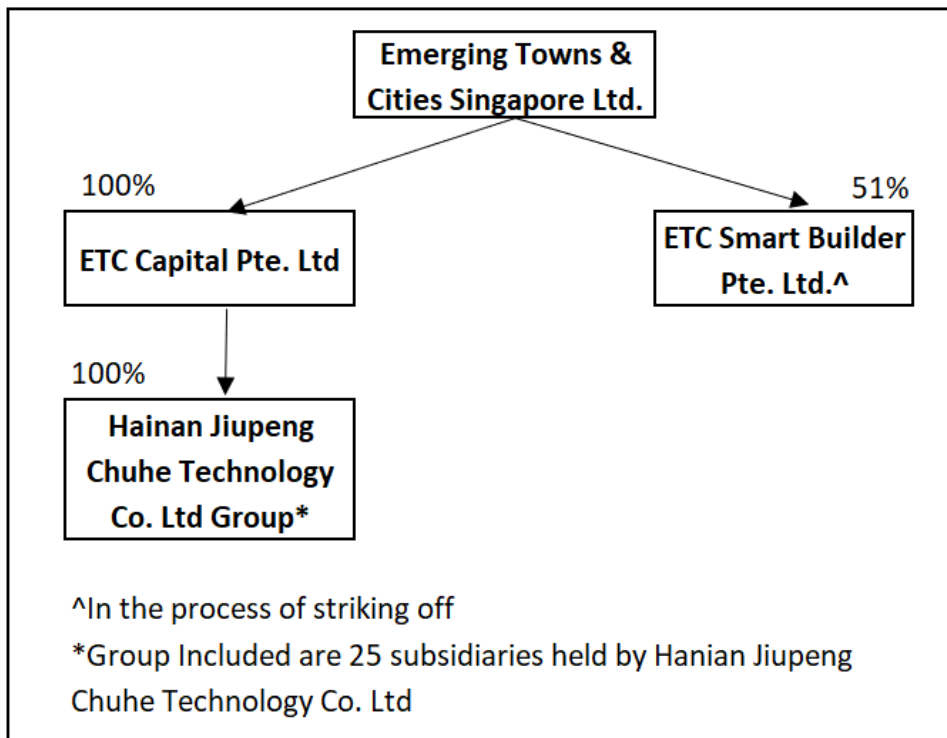 Emerging Towns &
Cities Singapore Ltd.
100%
51%
ETC Capital Pte. Ltd
ETC Smart Builder
Pte. Ltd.^
100%
Hainan Jiupeng
Chuhe Technology
Co. Ltd Group*
^In the process of striking off
*Group Included are 25 subsidiaries held by Hanian Jiupeng
Chuhe Technology Co. Ltd